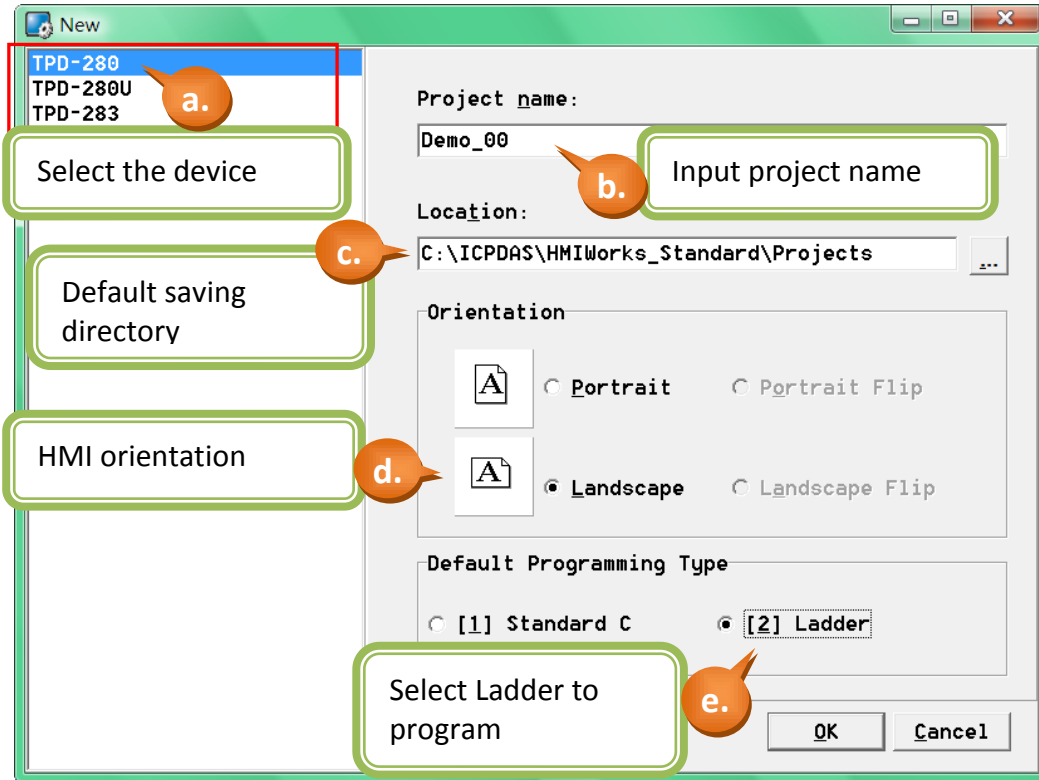 New
TPD-280
TPD-280U
TPD-283
a.
Select the device
Project name:
Demo_00
b.
Input project name
Location:
c.
C:\ICPDAS\HMIWorks_Standard\Projects
...
Default saving
directory
Orientation
A
Portrait
Portrait Flip
HMI orientation
d.
A
Landscape
Landscape Flip
Default Programming Type
[1] Standard C
[2] Ladder
Select Ladder to
program
e.
OK
Cancel